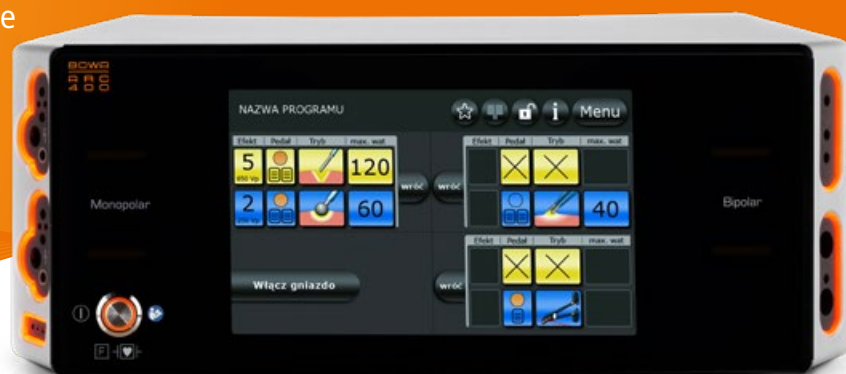 e
BOWA
ARC
400
NAZWA PROGRAMU
i
Menu
Efekt Pedał Tryb max. wat
5
120
wróć
2
60
Włącz gniazdo
Efekt Pedał Tryb max. wat
wróć
40
Efekt Pedał Tryb max. wat
wróć
Monopolar
Bipolar
F